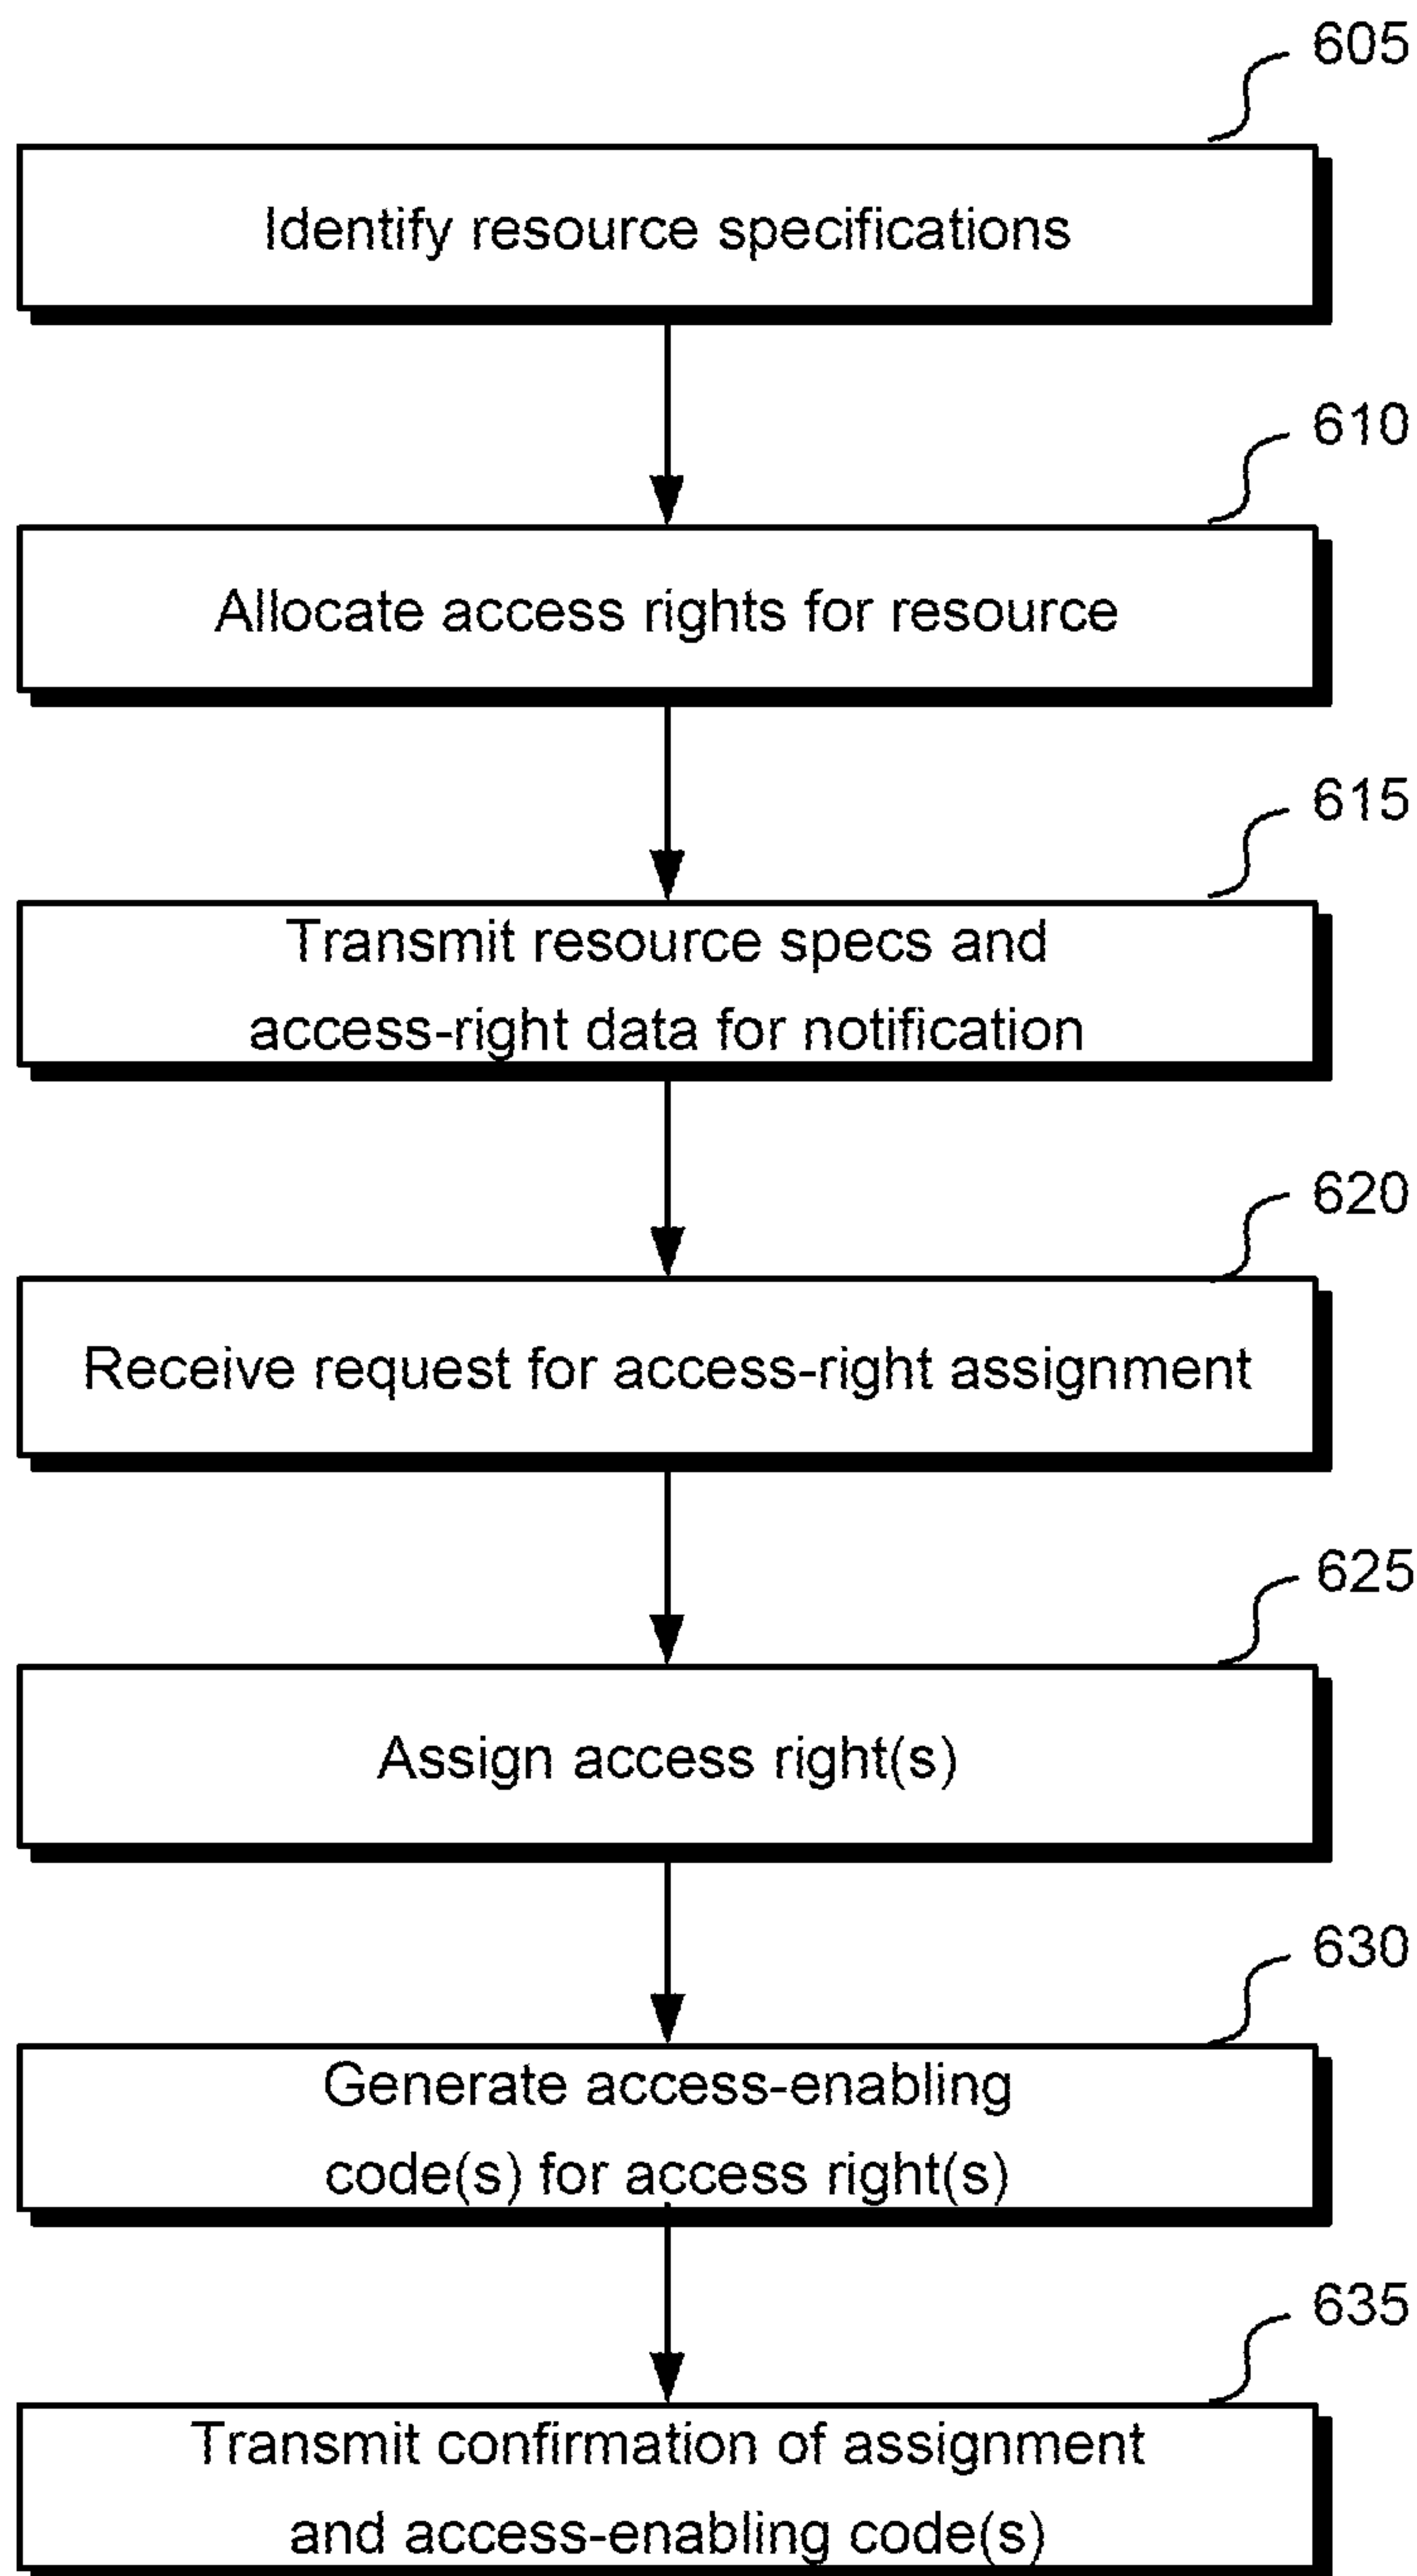 605
Identify resource specifications
610
Allocate access rights for resource
615
Transmit resource specs and
access-right data for notification
620
Receive request for access-right assignment
625
Assign access right(s)
630
Generate access-enabling
code(s) for access right(s)
635
Transmit confirmation of assignment
and access-enabling code(s)